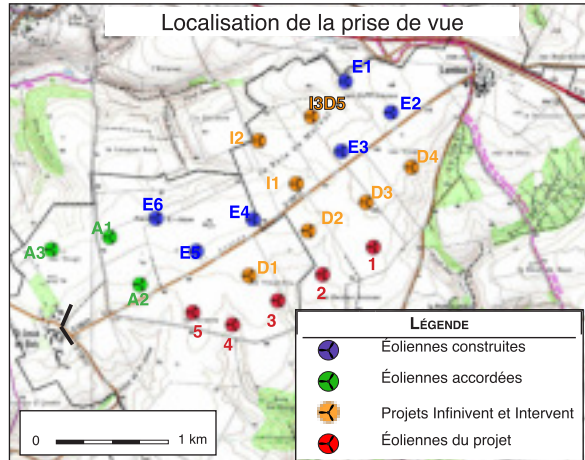 Localisation de la prise de vue
E1
I3D5
E2
I2
E3
D4
I1
D3
E6
E4
D2
A1
A3
E5
1
D1
2
A2
3
5
4
LÉGENDE
Éoliennes construites
Éoliennes accordées
Projets Infinivent et Intervent
Éoliennes du projet
0 1 km